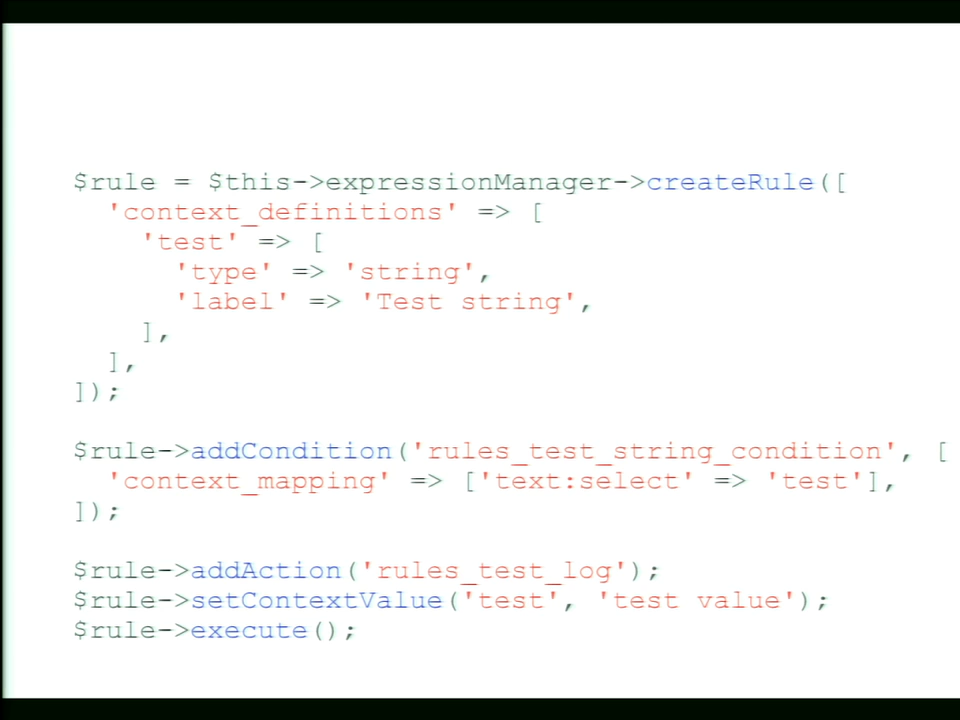 $rule = $this->expressionManager->createRule([
  'context_definitions' => [
    'test' => [
      'type' => 'string',
      'label' => 'Test string',
    ],
  ],
]);

$rule->addCondition('rules_test_string_condition', [
  'context_mapping' => ['text:select' => 'test'],
]);

$rule->addAction('rules_test_log');
$rule->setContextValue('test', 'test value');
$rule->execute();